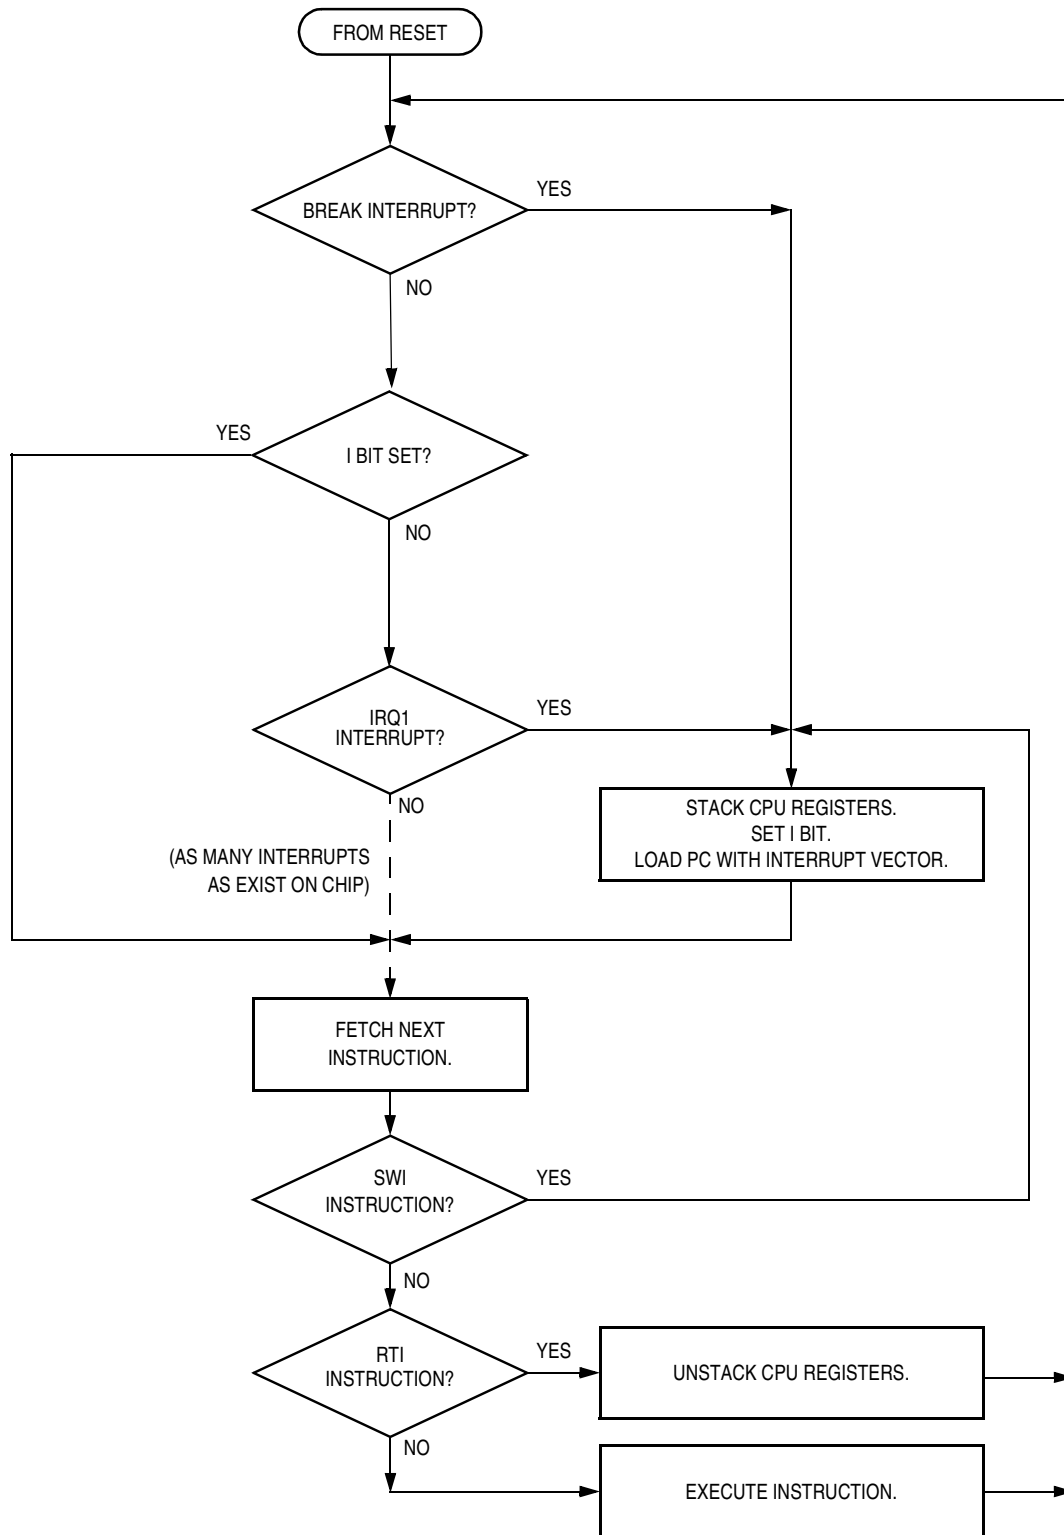 FROM RESET
BREAK INTERRUPT?
YES
NO
YES
I BIT SET?
NO
IRQ1
INTERRUPT?
YES
NO
(AS MANY INTERRUPTS
AS EXIST ON CHIP)
STACK CPU REGISTERS.
SET I BIT.
LOAD PC WITH INTERRUPT VECTOR.
FETCH NEXT
INSTRUCTION.
SWI
INSTRUCTION?
YES
NO
RTI
INSTRUCTION?
YES
UNSTACK CPU REGISTERS.
NO
EXECUTE INSTRUCTION.